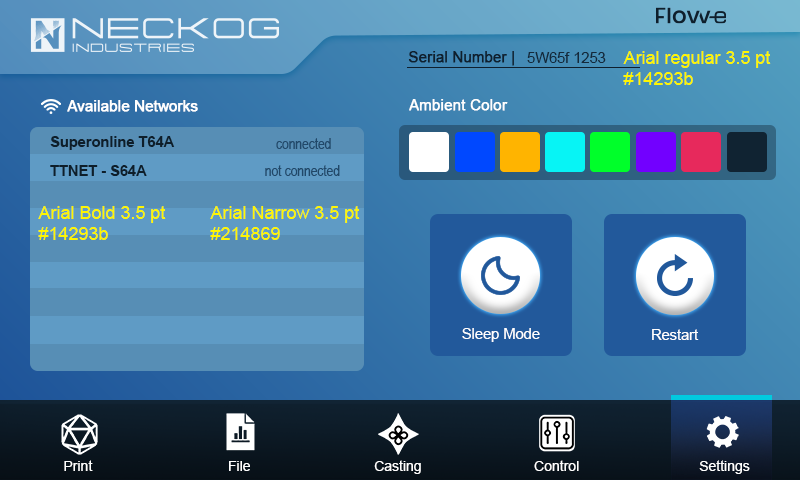 NECKOG
INDUSTRIES
Flow-e
Serial Number | 5W65f 1253
Arial regular 3.5 pt
#14293b
Available Networks
Ambient Color
Superonline T64A connected
TTNET - S64A not connected
Arial Bold 3.5 pt
#14293b
Arial Narrow 3.5 pt
#214869
Sleep Mode
Restart
Print
File
Casting
Control
Settings